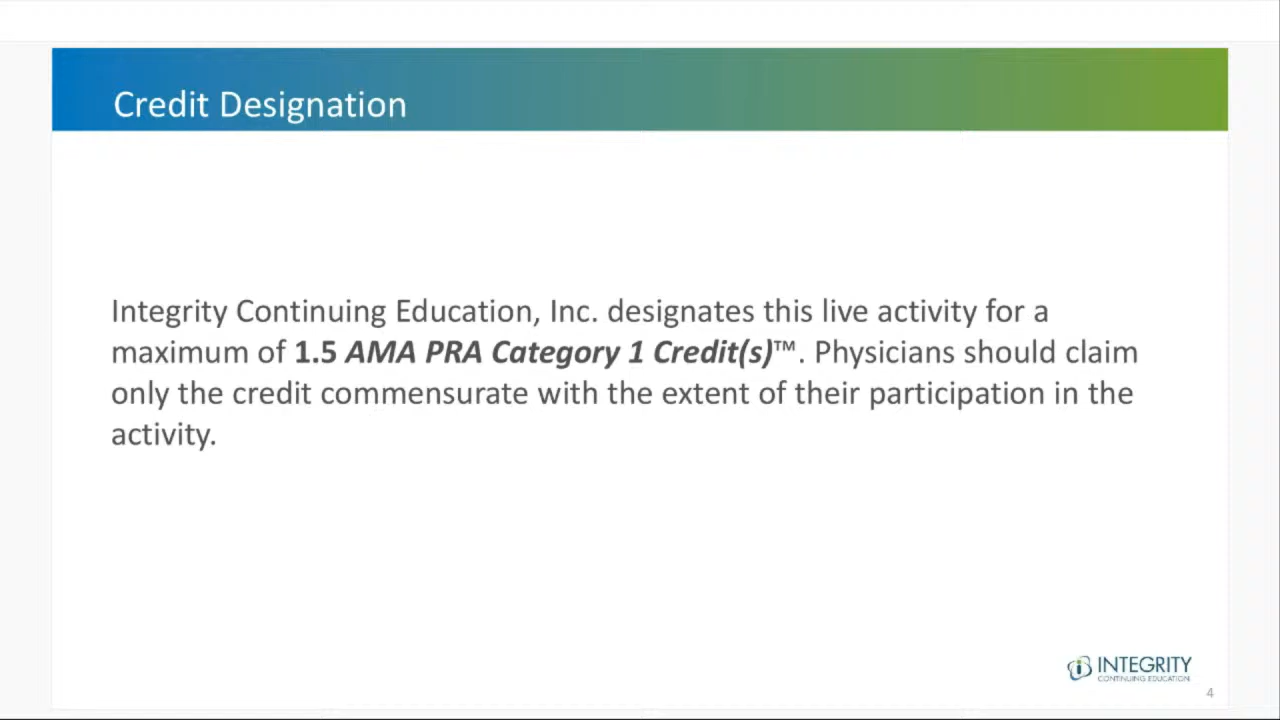 Credit Designation
Integrity Continuing Education, Inc. designates this live activity for a
maximum of 1.5 AMA PRA Category 1 Credit(s)™. Physicians should claim
only the credit commensurate with the extent of their participation in the
activity.
INTEGRITY
CONTINUING EDUCATION
4